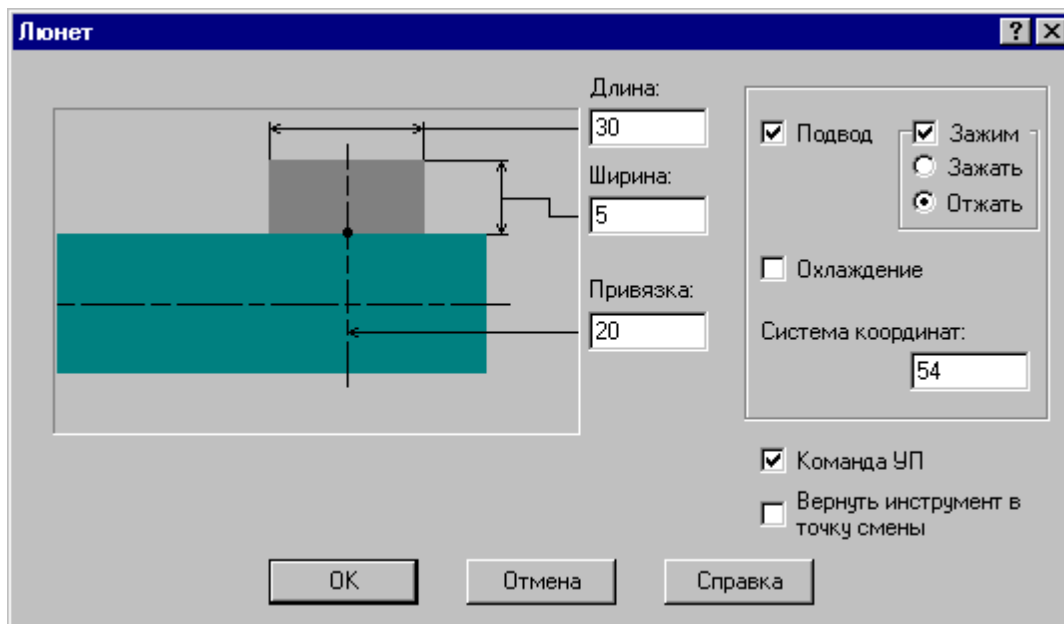 Люнет
Длина:
30
Ширина:
5
Привязка:
20
Подвод
Зажим
Зажать
Отжать
Охлаждение
Система координат:
54
Команда УП
Вернуть инструмент в
точку смены
OK
Отмена
Справка